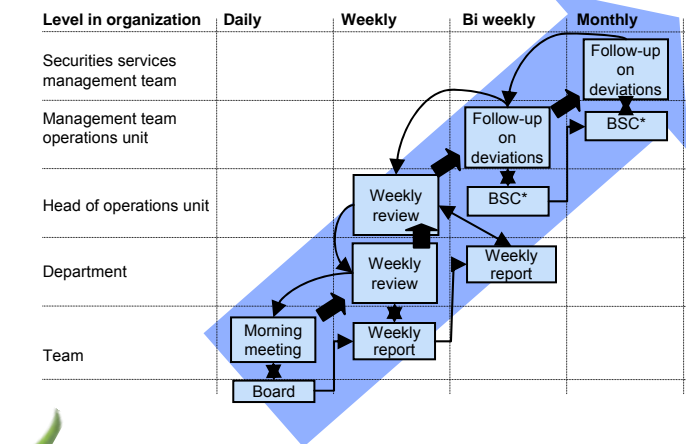 Level in organization Daily Weekly Bi weekly Monthly
Securities services
management team
Follow-up
on
deviations
Management team
operations unit
Follow-up
on
deviations
BSC*
Head of operations unit
Weekly
review
BSC*
Department
Weekly
review
Weekly
report
Team
Morning
meeting
Weekly
report
Board